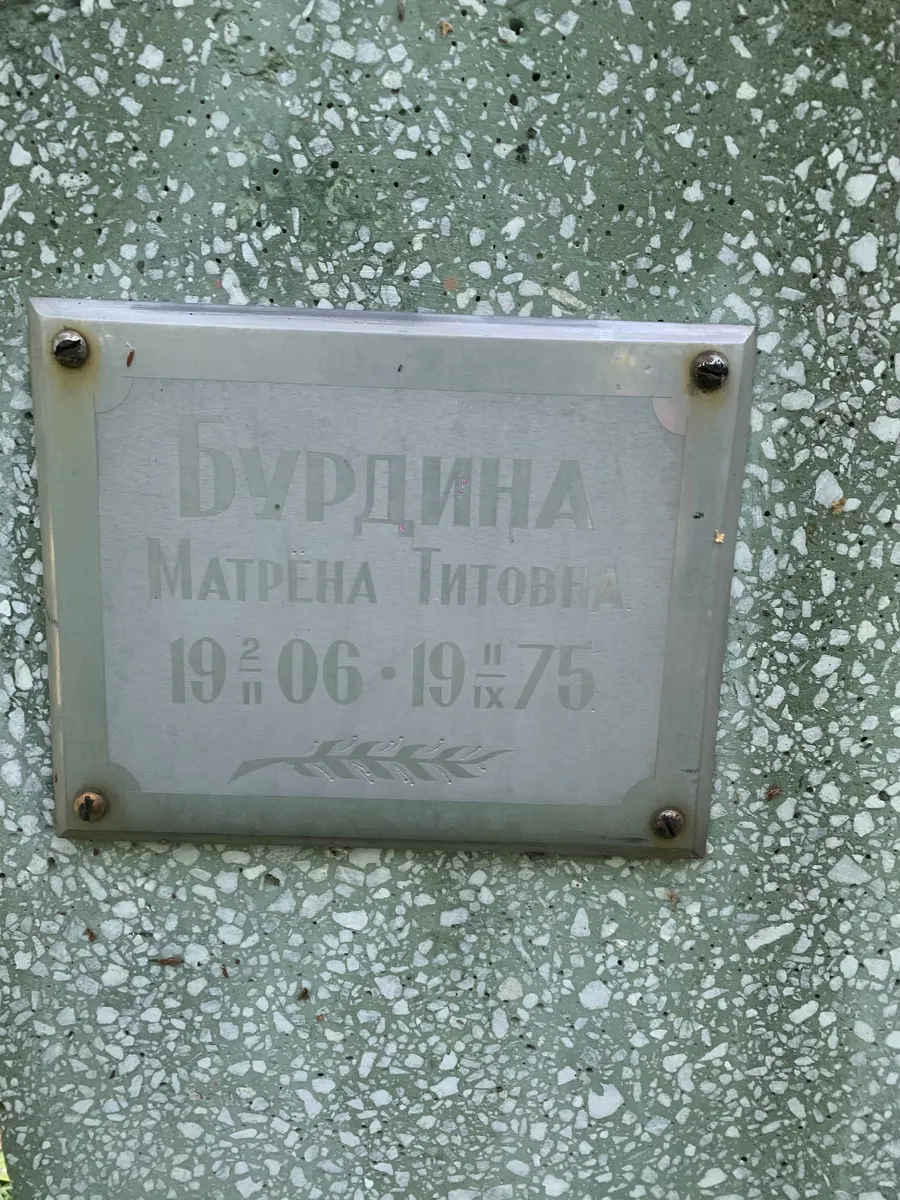 Бурдина
Матрёна Титовна
19 2/II 06 · 19 11/IX 75